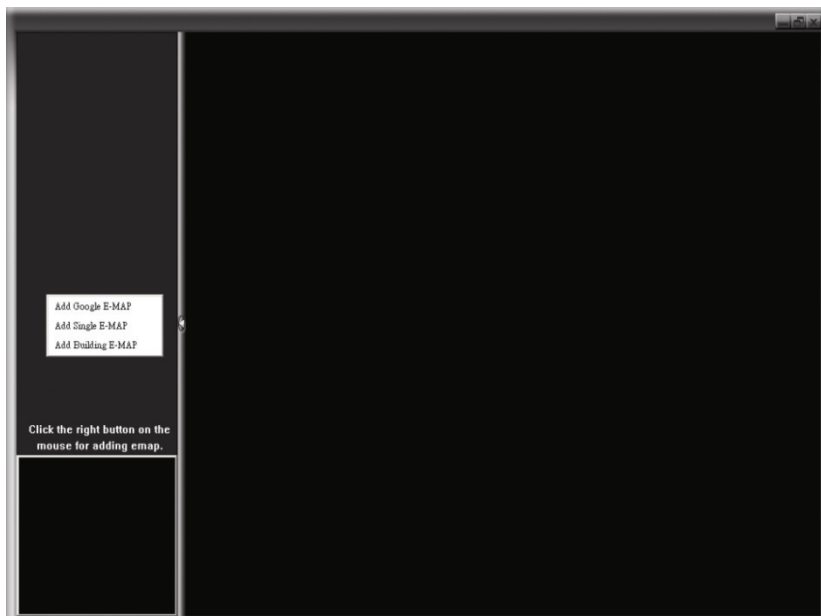 Add Google E-MAP
Add Single E-MAP
Add Building E-MAP
Click the right button on the
mouse for adding emap.